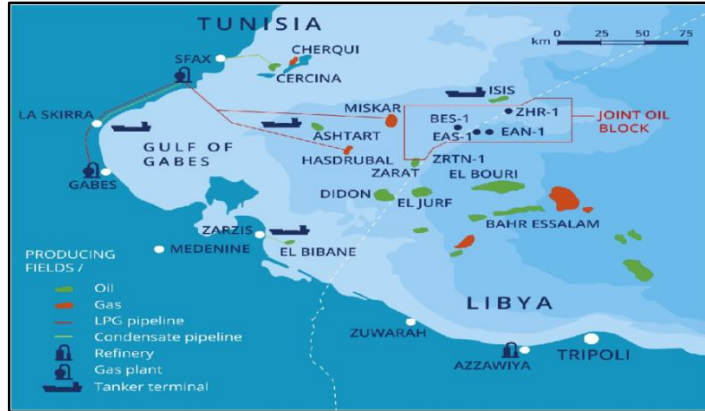 TUNISIA
km 0 25 50 75
SFAX
CHERQUI
CERCINA
ISIS
LA SKIRRA
MISKAR
BES-1
ZHR-1
JOINT OIL
BLOCK
GULF OF
GABES
ASHTART
EAS-1
EAN-1
HASDRUBAL
ZRTN-1
ZARAT
GABES
EL BOURI
DIDON
EL JURF
BAHR ESSALAM
ZARZIS
MEDENINE
EL BIBANE
PRODUCING
FIELDS /
Oil
Gas
LPG pipeline
Condensate pipeline
Refinery
Gas plant
Tanker terminal
LIBYA
ZUWARAH
AZZAWIYA
TRIPOLI